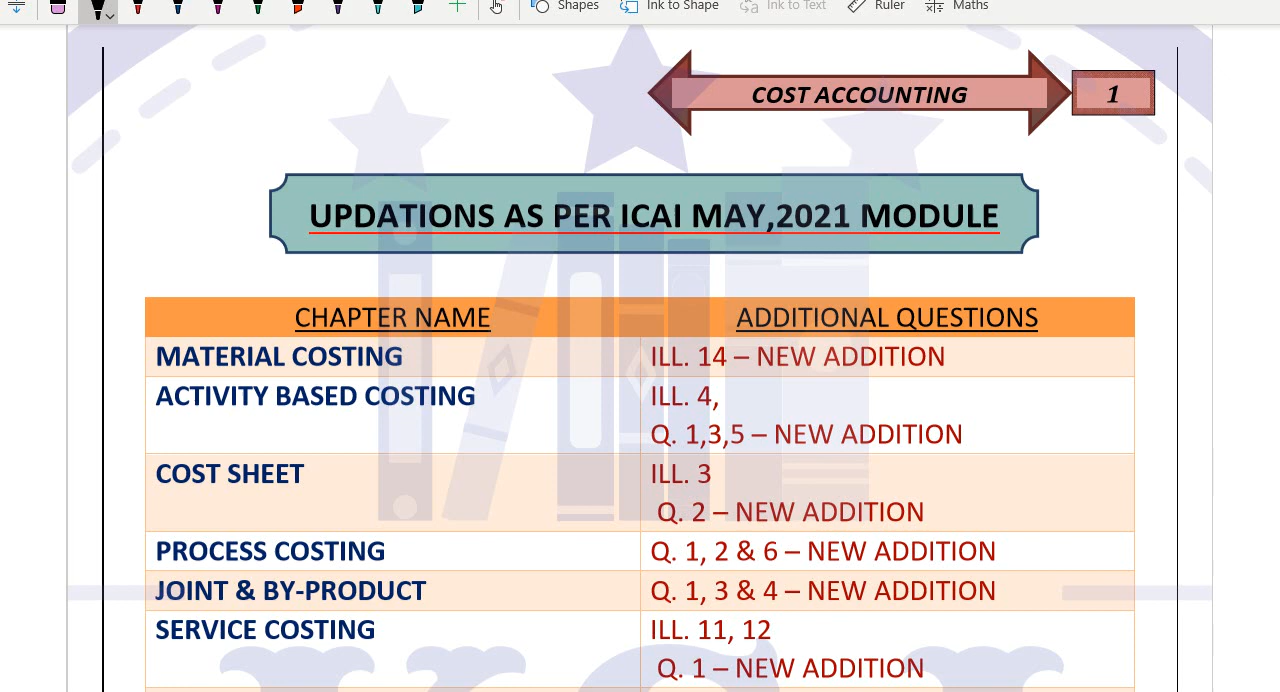 Shapes Ink to Shape Ink to Text Ruler Maths
COST ACCOUNTING 1
UPDATIONS AS PER ICAI MAY,2021 MODULE
CHAPTER NAME ADDITIONAL QUESTIONS
MATERIAL COSTING ILL. 14 – NEW ADDITION
ACTIVITY BASED COSTING ILL. 4,
Q. 1,3,5 – NEW ADDITION
COST SHEET ILL. 3
Q. 2 – NEW ADDITION
PROCESS COSTING Q. 1, 2 & 6 – NEW ADDITION
JOINT & BY-PRODUCT Q. 1, 3 & 4 – NEW ADDITION
SERVICE COSTING ILL. 11, 12
Q. 1 – NEW ADDITION